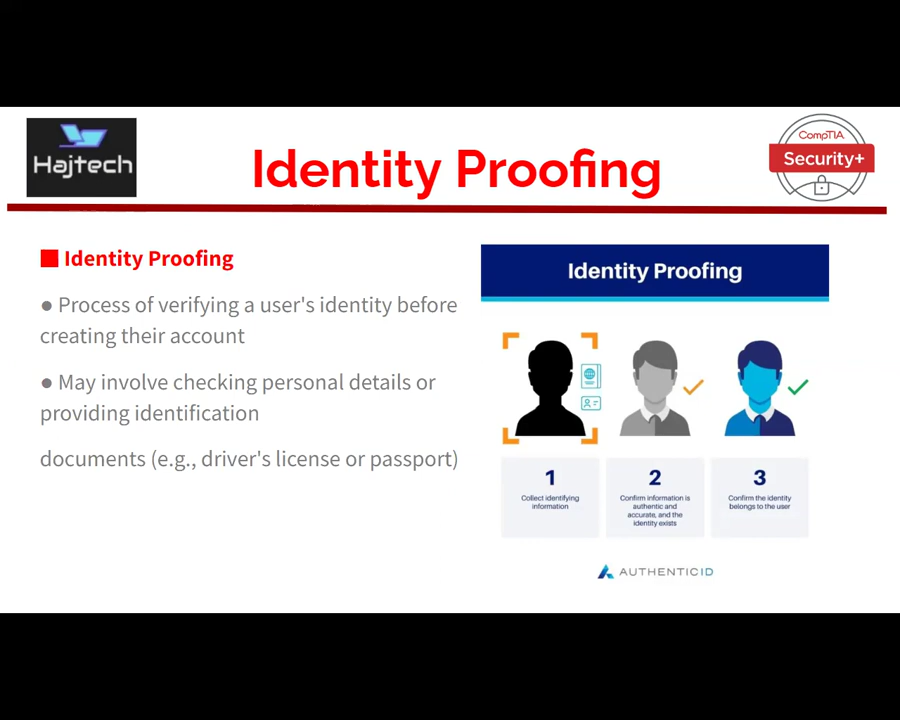 Hajtech
Identity Proofing
CompTIA
Security+
Identity Proofing
● Process of verifying a user's identity before
creating their account
● May involve checking personal details or
providing identification
documents (e.g., driver's license or passport)
Identity Proofing
1
Collect identifying
information
2
Confirm information is
authentic and
accurate, and the
identity exists
3
Confirm the identity
belongs to the user
AUTHENTICID